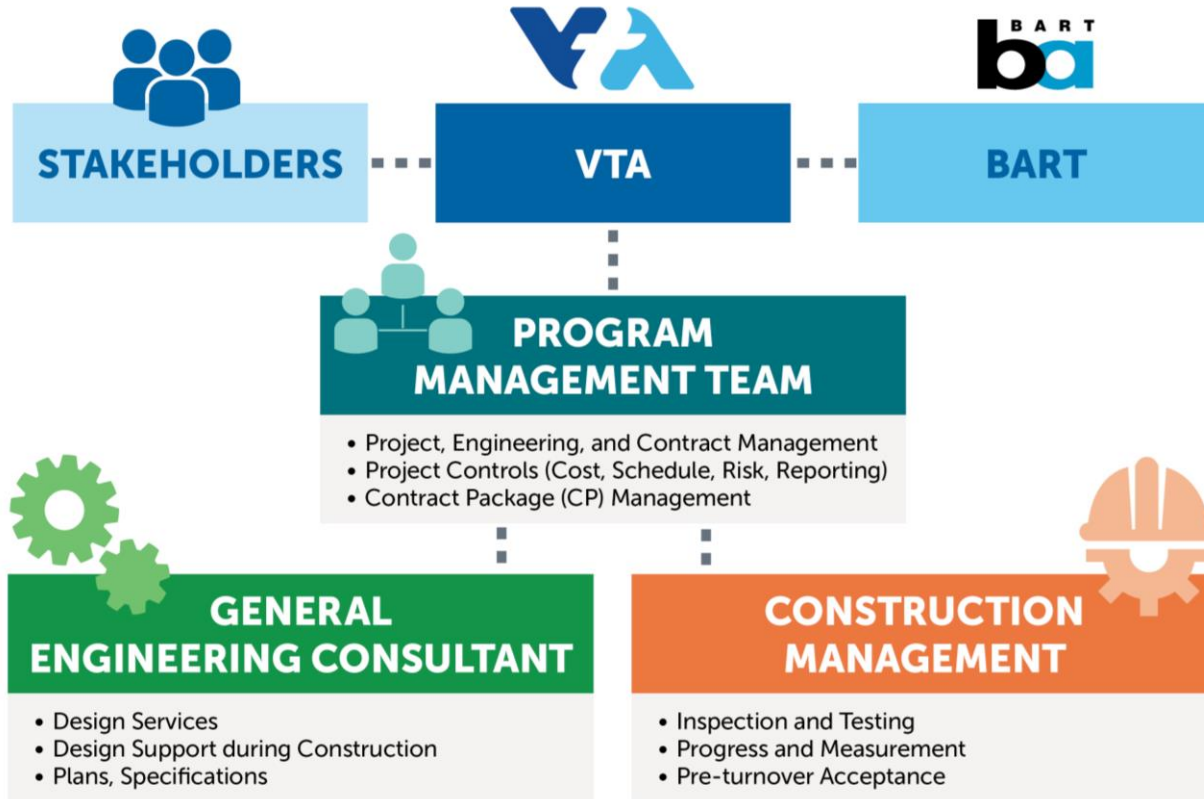 VTA
BART
ba
STAKEHOLDERS
VTA
BART
PROGRAM
MANAGEMENT TEAM
• Project, Engineering, and Contract Management
• Project Controls (Cost, Schedule, Risk, Reporting)
• Contract Package (CP) Management
GENERAL
ENGINEERING CONSULTANT
• Design Services
• Design Support during Construction
• Plans, Specifications
CONSTRUCTION
MANAGEMENT
• Inspection and Testing
• Progress and Measurement
• Pre-turnover Acceptance